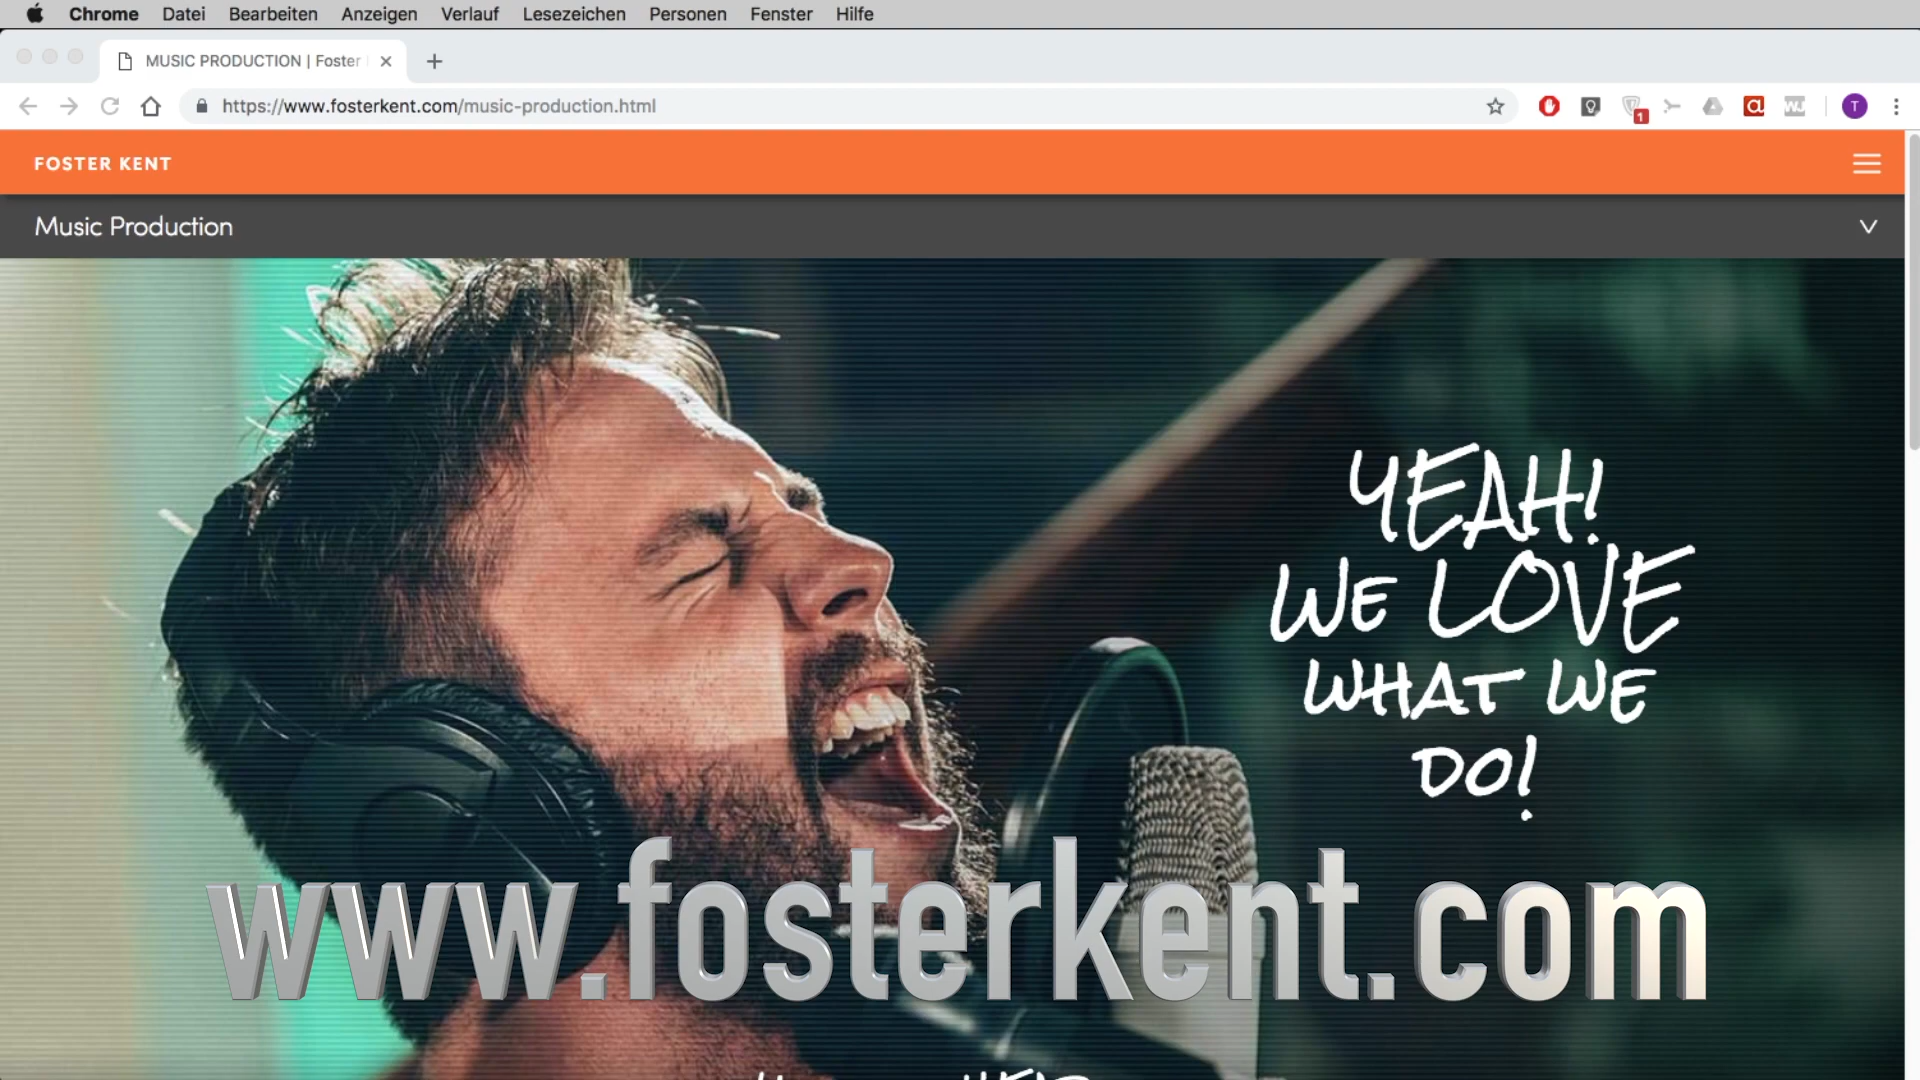 Chrome Datei Bearbeiten Anzeigen Verlauf Lesezeichen Personen Fenster Hilfe
MUSIC PRODUCTION | Foster
https://www.fosterkent.com/music-production.html
1
T
FOSTER KENT
Music Production
YEAH!
WE LOVE
WHAT WE
DO!
www.fosterkent.com